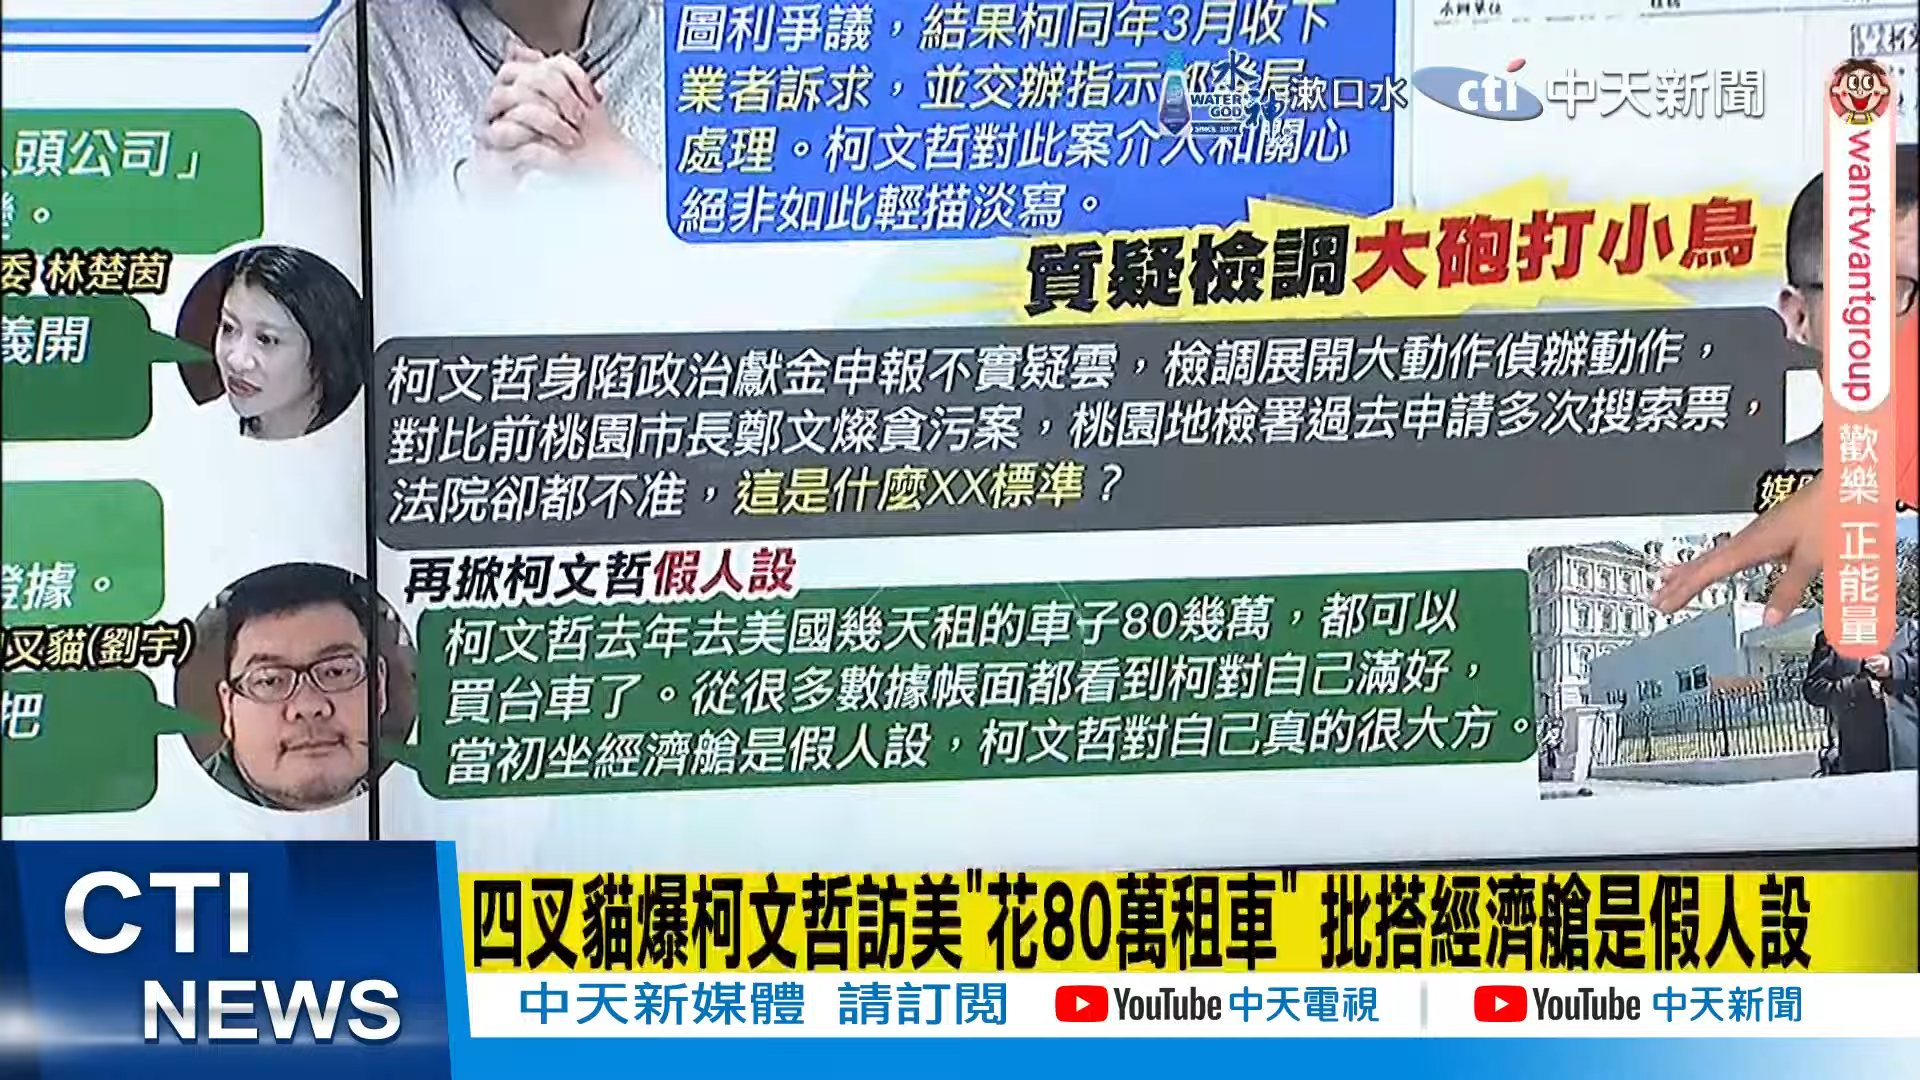 圖利爭議，結果柯同年3月收下
業者訴求，並交辦指示
處理。柯文哲對此案介入和關心
絕非如此輕描淡寫。
水神
WATER GOD
SINCE 2007
漱口水
cti 中天新聞
wantwantgroup
歡樂 正能量
頭公司」
。
委 林楚茵
義開
證據。
叉貓(劉宇)
把
質疑檢調大砲打小鳥
柯文哲身陷政治獻金申報不實疑雲，檢調展開大動作偵辦動作，
對比前桃園市長鄭文燦貪污案，桃園地檢署過去申請多次搜索票，
法院卻都不准，這是什麼XX標準？
再掀柯文哲假人設
柯文哲去年去美國幾天租的車子80幾萬，都可以
買台車了。從很多數據帳面都看到柯對自己滿好，
當初坐經濟艙是假人設，柯文哲對自己真的很大方。
媒
CTI
NEWS
四叉貓爆柯文哲訪美"花80萬租車" 批搭經濟艙是假人設
中天新媒體 請訂閱 YouTube 中天電視 YouTube 中天新聞